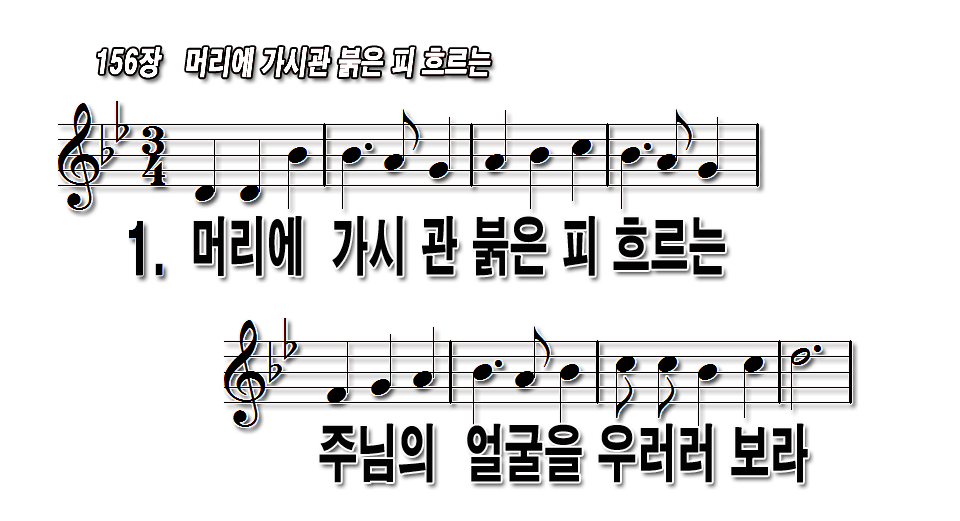 156장 머리에 가시관 붉은 피 흐르는
3
4
1. 머리에 가시 관 붉은 피 흐르는
주님의 얼굴을 우러러 보라